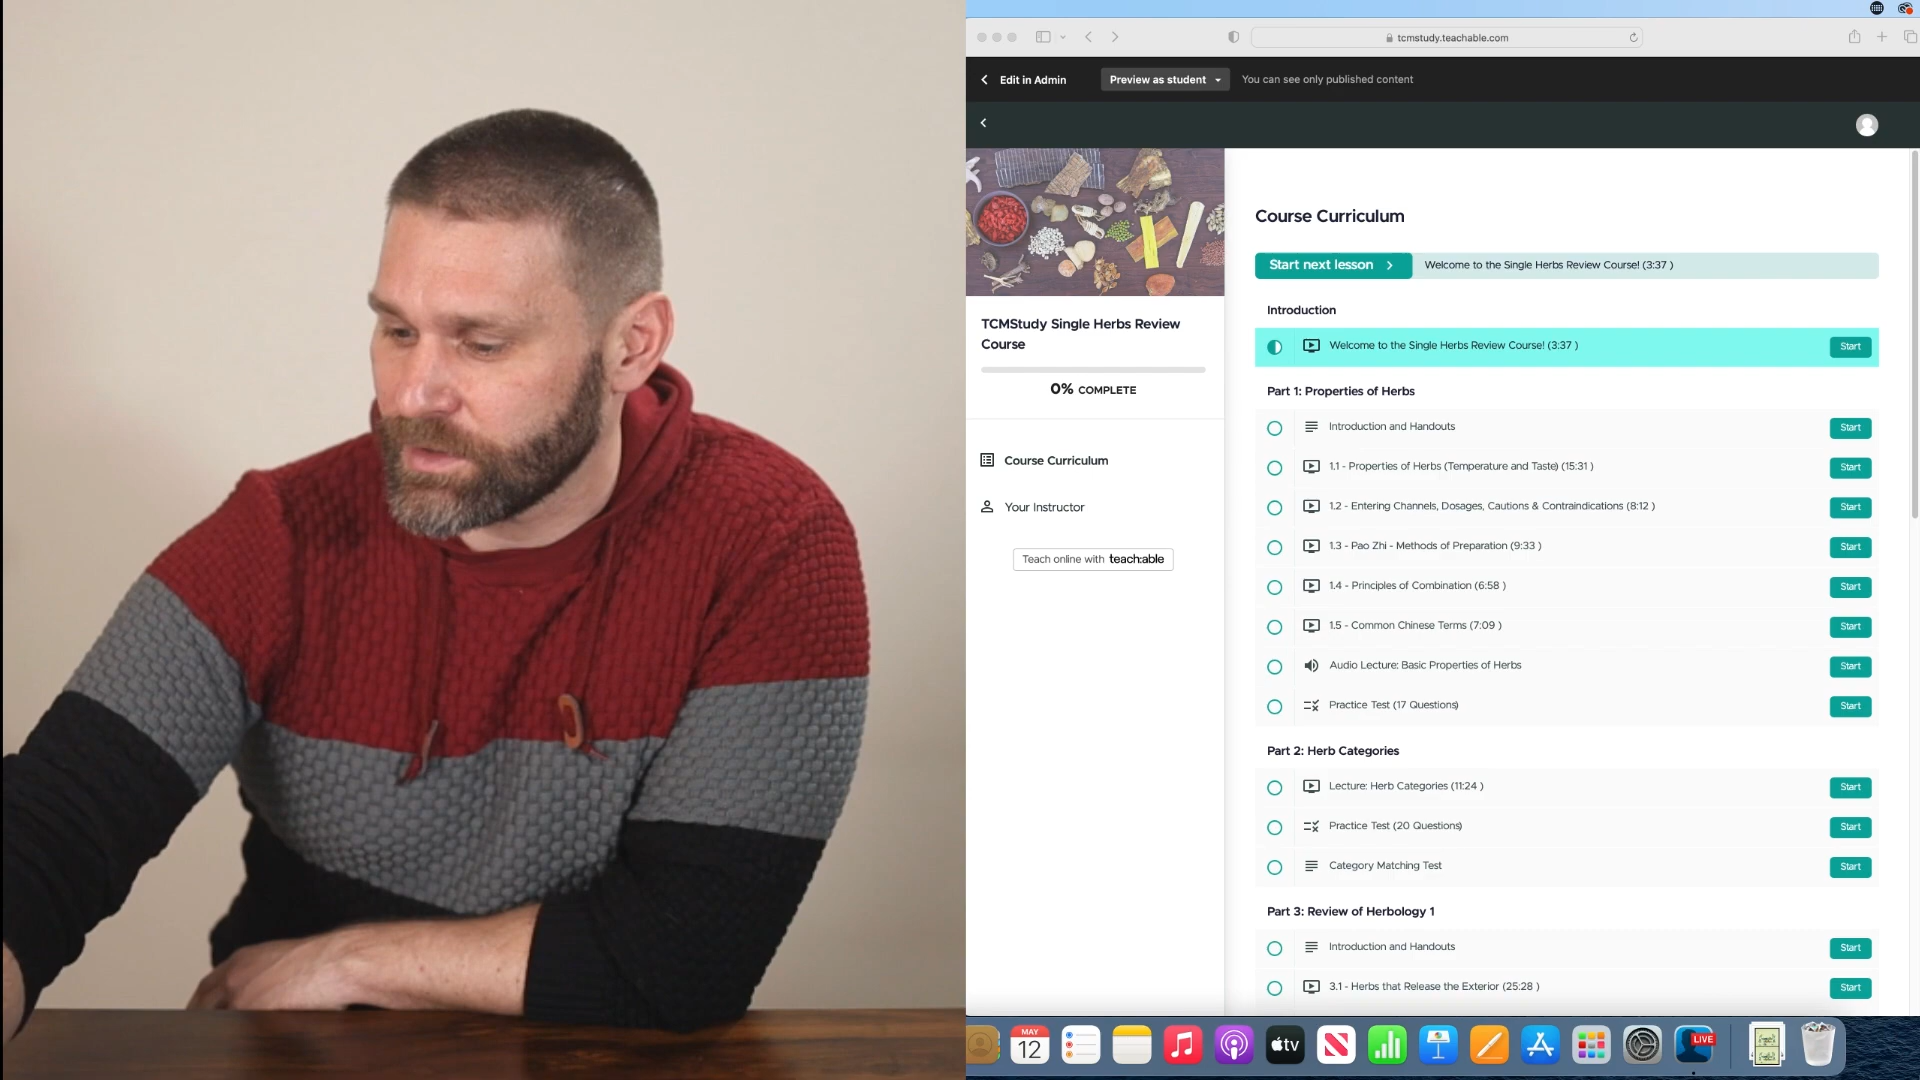 tcmstudy.teachable.com
Edit in Admin
Preview as student
You can see only published content
TCMStudy Single Herbs Review
Course
0% COMPLETE
Course Curriculum
Your Instructor
Teach online with teach:able
Course Curriculum
Start next lesson
Welcome to the Single Herbs Review Course! (3:37 )
Introduction
Welcome to the Single Herbs Review Course! (3:37 )
Start
Part 1: Properties of Herbs
Introduction and Handouts
Start
1.1 - Properties of Herbs (Temperature and Taste) (15:31 )
Start
1.2 - Entering Channels, Dosages, Cautions & Contraindications (8:12 )
Start
1.3 - Pao Zhi - Methods of Preparation (9:33 )
Start
1.4 - Principles of Combination (6:58 )
Start
1.5 - Common Chinese Terms (7:09 )
Start
Audio Lecture: Basic Properties of Herbs
Start
Practice Test (17 Questions)
Start
Part 2: Herb Categories
Lecture: Herb Categories (11:24 )
Start
Practice Test (20 Questions)
Start
Category Matching Test
Start
Part 3: Review of Herbology 1
Introduction and Handouts
Start
3.1 - Herbs that Release the Exterior (25:28 )
Start
MAY
12
tv
LIVE